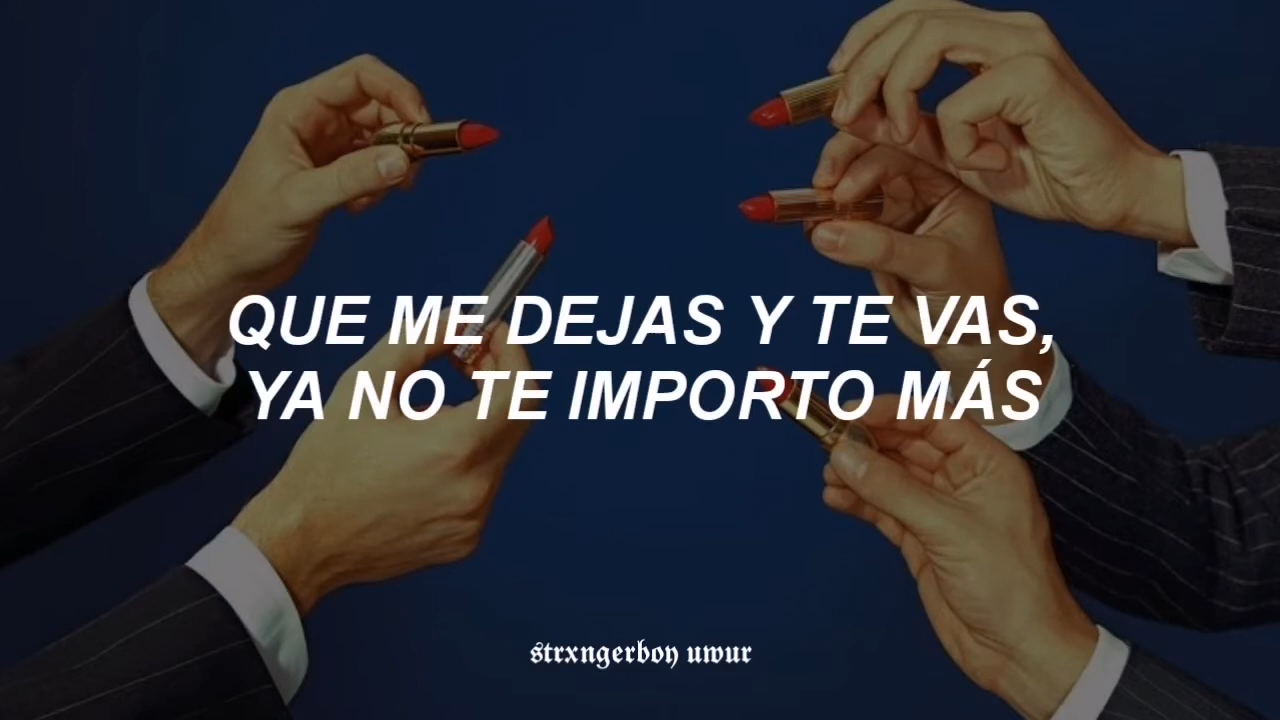 QUE ME DEJAS Y TE VAS,
YA NO TE IMPORTO MÁS
strxngerboy uwur